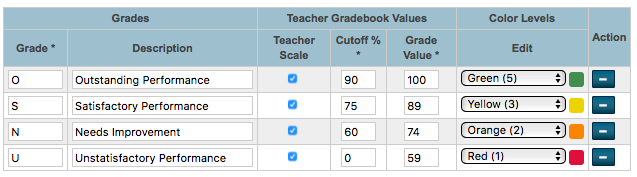 Grades Teacher Gradebook Values Color Levels Action
Grade * Description Teacher Scale Cutoff % * Grade Value * Edit
O Outstanding Performance 90 100 Green (5)
S Satisfactory Performance 75 89 Yellow (3)
N Needs Improvement 60 74 Orange (2)
U Unstatisfactory Performance 0 59 Red (1)